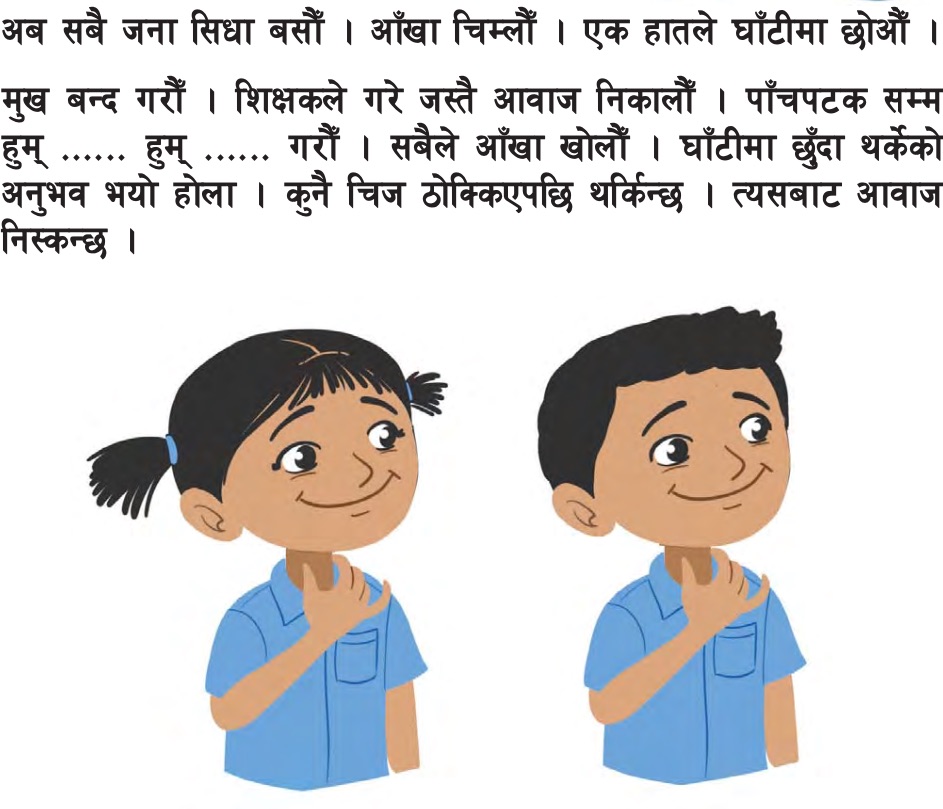 अब सबै जना सिधा बसौँ । आँखा चिम्लौँ । एक हातले घाँटीमा छोऔँ ।
मुख बन्द गरौँ । शिक्षकले गरे जस्तै आवाज निकालौँ । पाँचपटक सम्म
हुम् ...... हुम् ...... गरौँ । सबैले आँखा खोलौँ । घाँटीमा छुँदा थर्केको
अनुभव भयो होला । कुनै चिज ठोक्किएपछि थर्किन्छ । त्यसबाट आवाज
निस्कन्छ ।